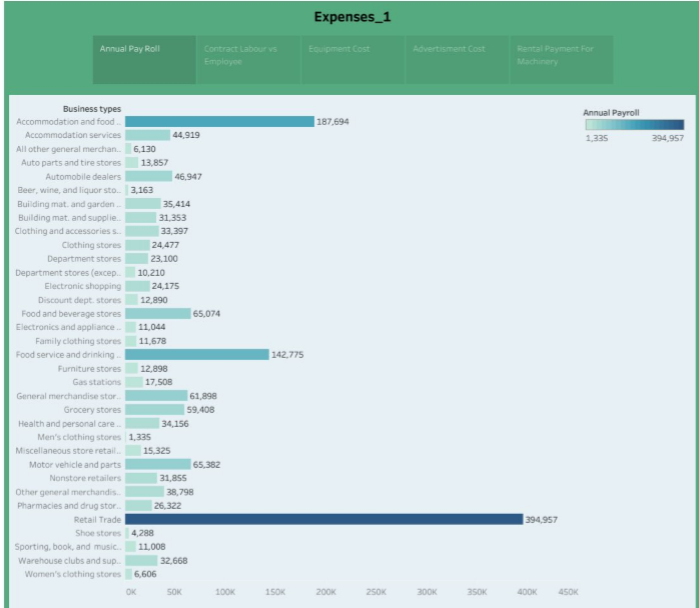 Expenses_1
Annual Pay Roll
Contract Labour vs
Employee
Equipment Cost
Advertisment Cost
Rental Payment For
Machinery
Business types
Annual Payroll
1,335 394,957
Accommodation and food .. 187,694
Accommodation services 44,919
All other general merchan.. 6,130
Auto parts and tire stores 13,857
Automobile dealers 46,947
Beer, wine, and liquor sto.. 3,163
Building mat. and garden .. 35,414
Building mat. and supplie.. 31,353
Clothing and accessories s.. 33,397
Clothing stores 24,477
Department stores 23,100
Department stores (excep.. 10,210
Electronic shopping 24,175
Discount dept. stores 12,890
Food and beverage stores 65,074
Electronics and appliance .. 11,044
Family clothing stores 11,678
Food service and drinking .. 142,775
Furniture stores 12,898
Gas stations 17,508
General merchandise stor.. 61,898
Grocery stores 59,408
Health and personal care .. 34,156
Men's clothing stores 1,335
Miscellaneous store retail.. 15,325
Motor vehicle and parts 65,382
Nonstore retailers 31,855
Other general merchandis.. 38,798
Pharmacies and drug stor.. 26,322
Retail Trade 394,957
Shoe stores 4,288
Sporting, book, and music.. 11,008
Warehouse clubs and sup.. 32,668
Women's clothing stores 6,606
0K 50K 100K 150K 200K 250K 300K 350K 400K 450K